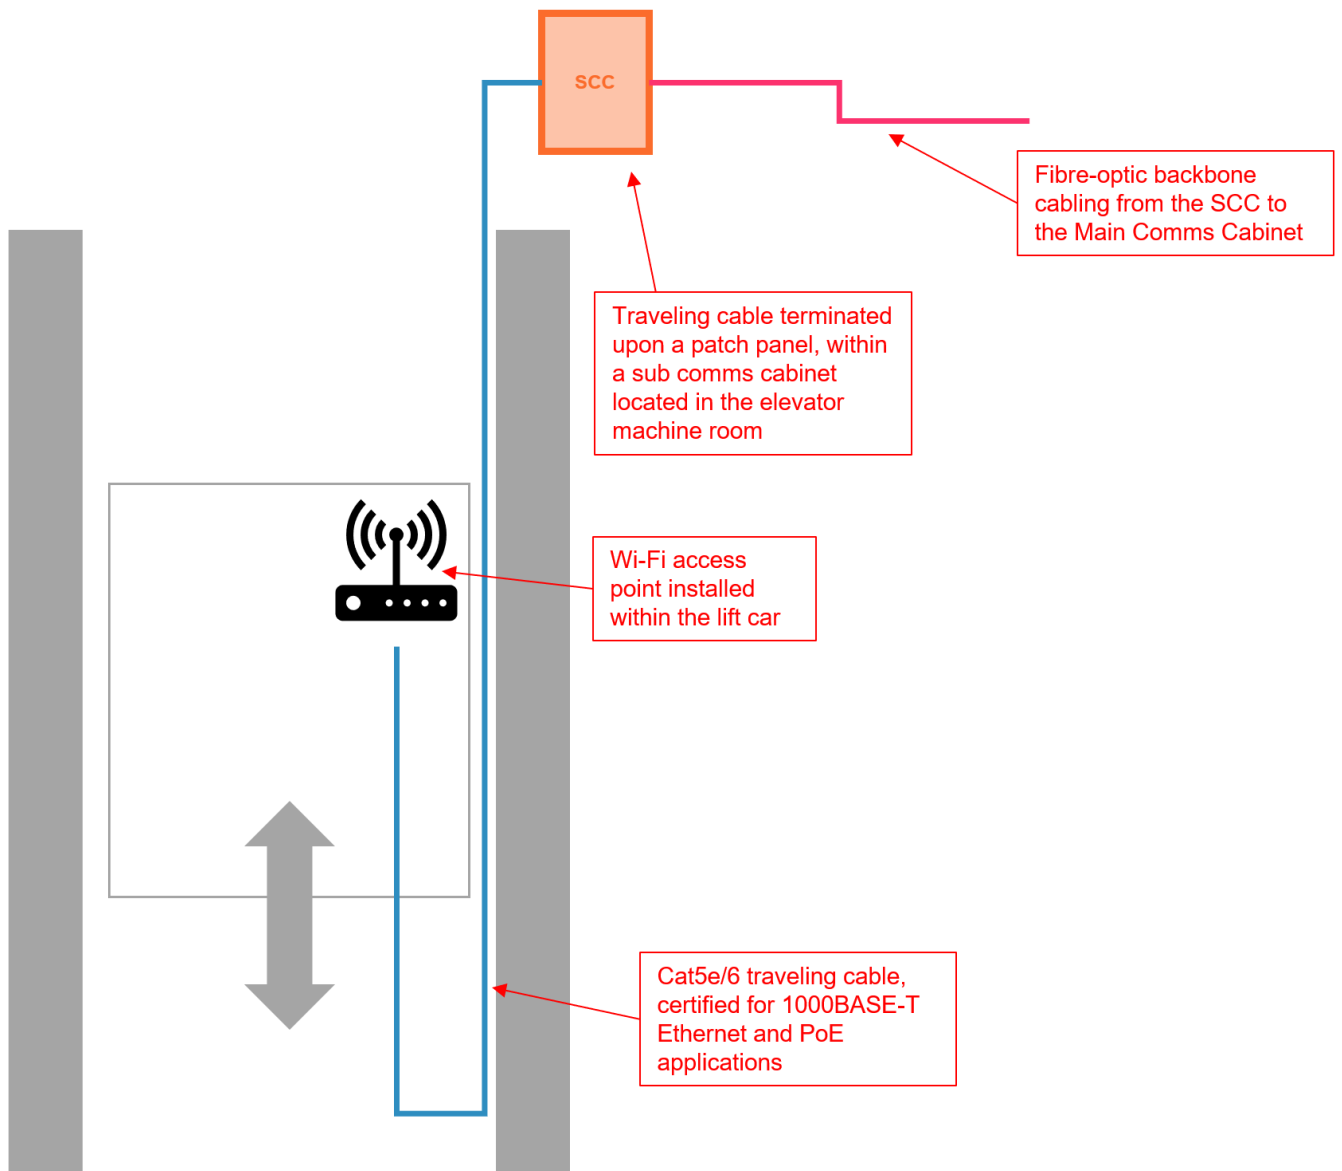 SCC
Fibre-optic backbone
cabling from the SCC to
the Main Comms Cabinet
Traveling cable terminated
upon a patch panel, within
a sub comms cabinet
located in the elevator
machine room
Wi-Fi access
point installed
within the lift car
Cat5e/6 traveling cable,
certified for 1000BASE-T
Ethernet and PoE
applications